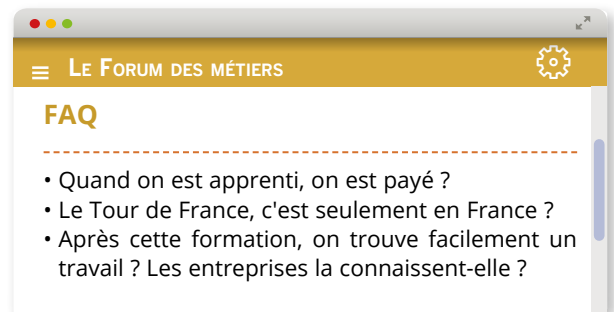 LE FORUM DES MÉTIERS
FAQ
• Quand on est apprenti, on est payé ?
• Le Tour de France, c'est seulement en France ?
• Après cette formation, on trouve facilement un
travail ? Les entreprises la connaissent-elle ?